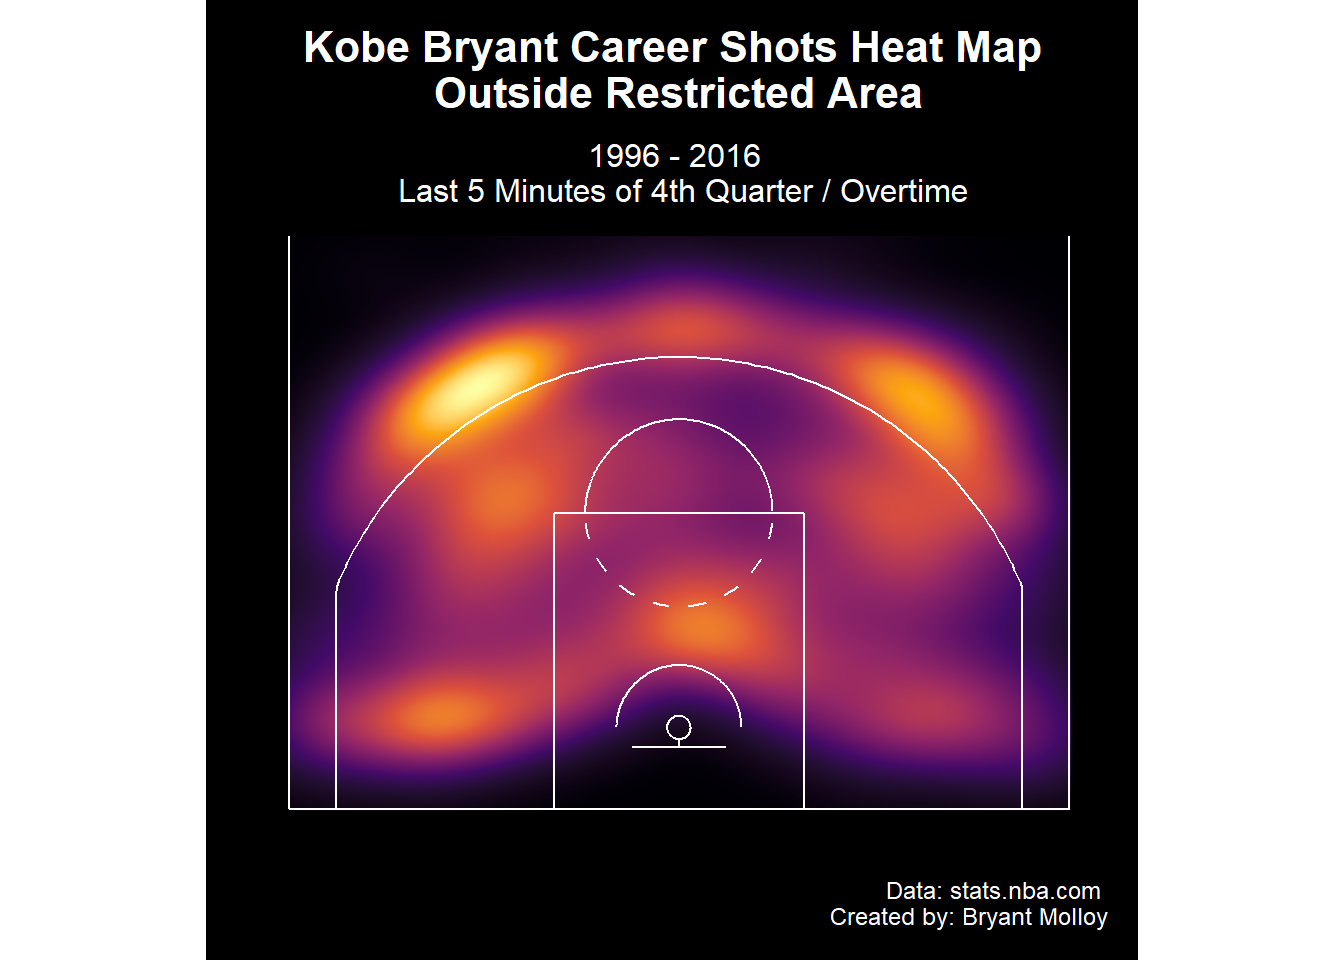 Kobe Bryant Career Shots Heat Map
Outside Restricted Area
1996 - 2016
Last 5 Minutes of 4th Quarter / Overtime
Data: stats.nba.com
Created by: Bryant Molloy